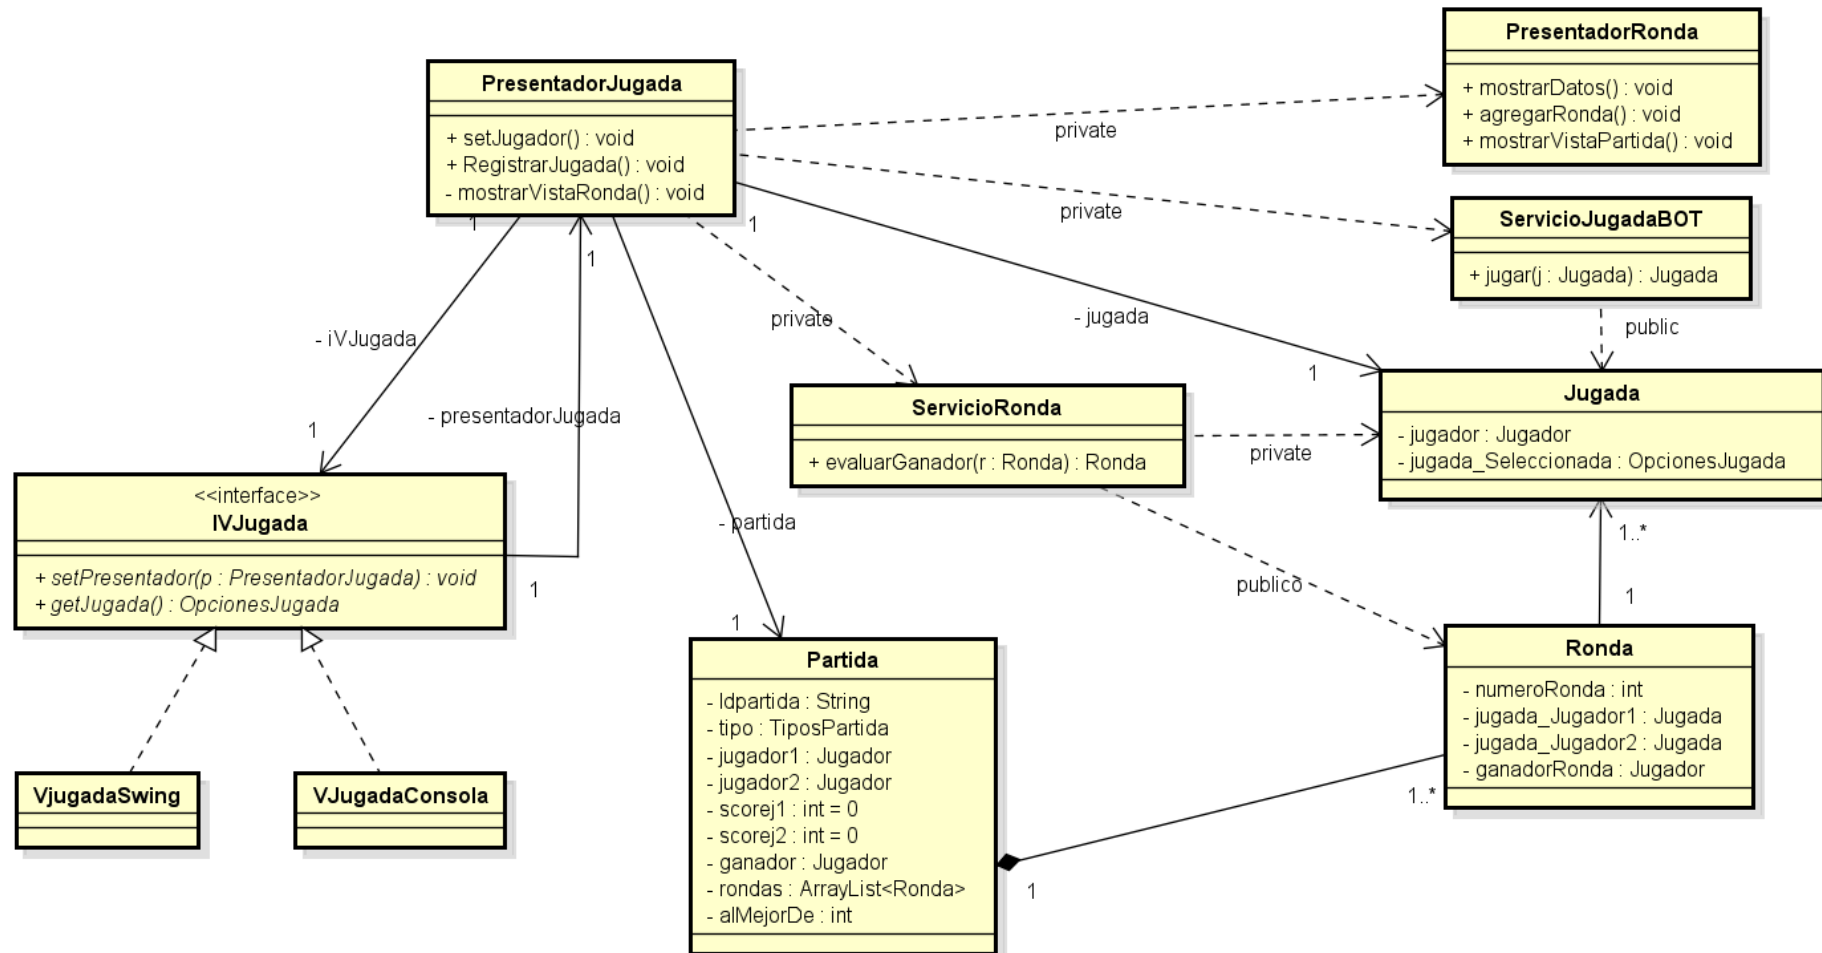 PresentadorJugada
+ setJugador() : void
+ RegistrarJugada() : void
- mostrarVistaRonda() : void
PresentadorRonda
+ mostrarDatos() : void
+ agregarRonda() : void
+ mostrarVistaPartida() : void
private
private
ServicioJugadaBOT
+ jugar(j : Jugada) : Jugada
public
1
1
1
- jugada
1
private
- iVJugada
1
- presentadorJugada
Jugada
- jugador : Jugador
- jugada_Seleccionada : OpcionesJugada
ServicioRonda
+ evaluarGanador(r : Ronda) : Ronda
private
<<interface>>
IVJugada
+ setPresentador(p : PresentadorJugada) : void
+ getJugada() : OpcionesJugada
1
- partida
1
1..*
1
publico
Partida
- Idpartida : String
- tipo : TiposPartida
- jugador1 : Jugador
- jugador2 : Jugador
- scorej1 : int = 0
- scorej2 : int = 0
- ganador : Jugador
- rondas : ArrayList<Ronda>
- alMejorDe : int
Ronda
- numeroRonda : int
- jugada_Jugador1 : Jugada
- jugada_Jugador2 : Jugada
- ganadorRonda : Jugador
1..*
1
VjugadaSwing
VJugadaConsola